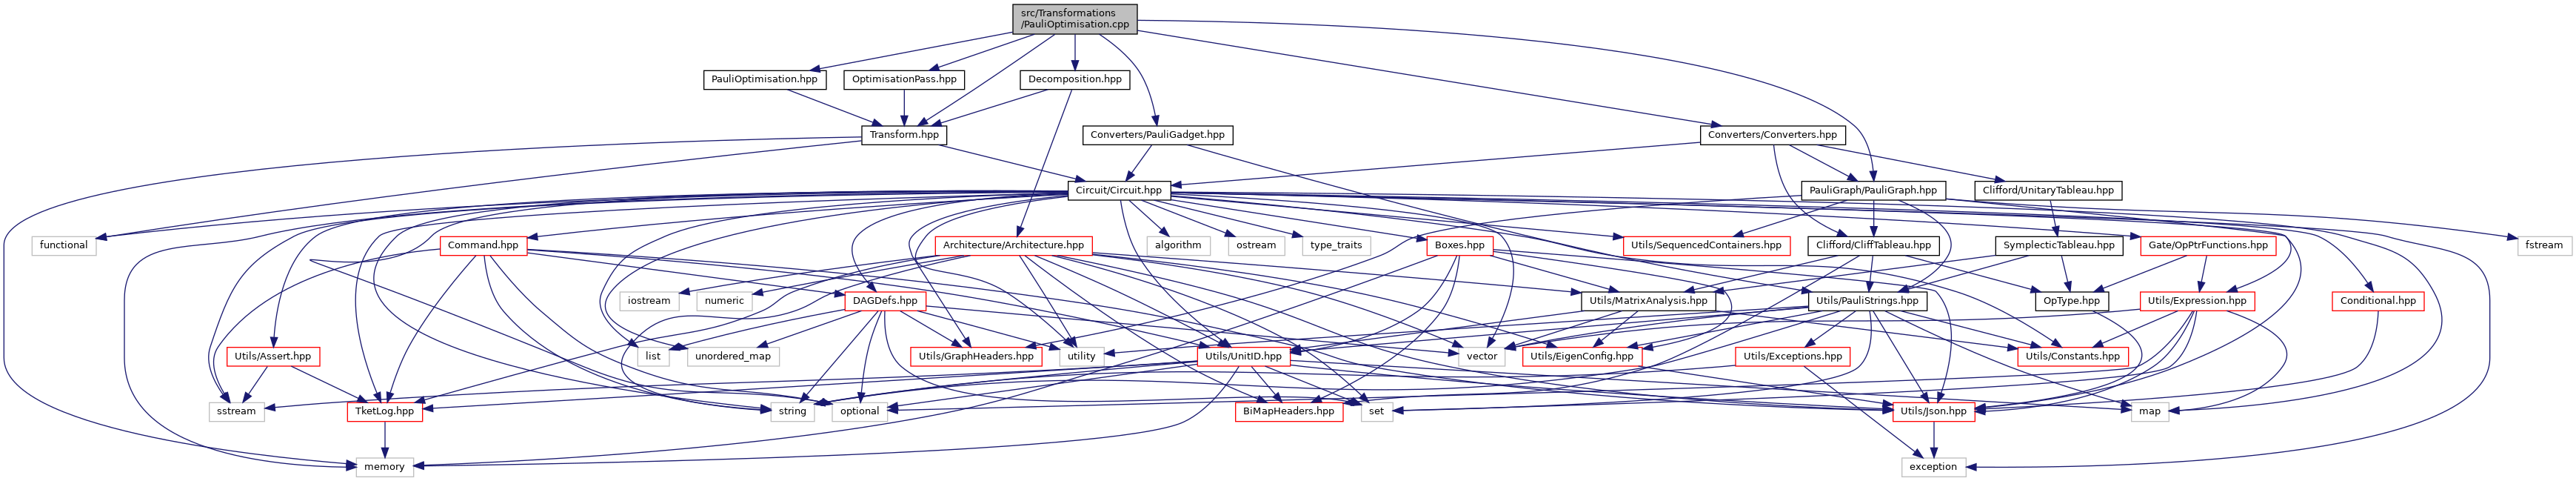 src/Transformations
/PauliOptimisation.cpp
PauliOptimisation.hpp
OptimisationPass.hpp
Decomposition.hpp
Transform.hpp
Converters/PauliGadget.hpp
Converters/Converters.hpp
Circuit/Circuit.hpp
PauliGraph/PauliGraph.hpp
Clifford/UnitaryTableau.hpp
functional
Command.hpp
Architecture/Architecture.hpp
algorithm
ostream
type_traits
Boxes.hpp
Utils/SequencedContainers.hpp
Clifford/CliffTableau.hpp
SymplecticTableau.hpp
Gate/OpPtrFunctions.hpp
fstream
iostream
numeric
DAGDefs.hpp
Utils/MatrixAnalysis.hpp
Utils/PauliStrings.hpp
OpType.hpp
Utils/Expression.hpp
Conditional.hpp
Utils/Assert.hpp
list
unordered_map
Utils/GraphHeaders.hpp
utility
Utils/UnitID.hpp
vector
Utils/EigenConfig.hpp
Utils/Exceptions.hpp
Utils/Constants.hpp
sstream
TketLog.hpp
string
optional
BiMapHeaders.hpp
set
Utils/Json.hpp
map
memory
exception